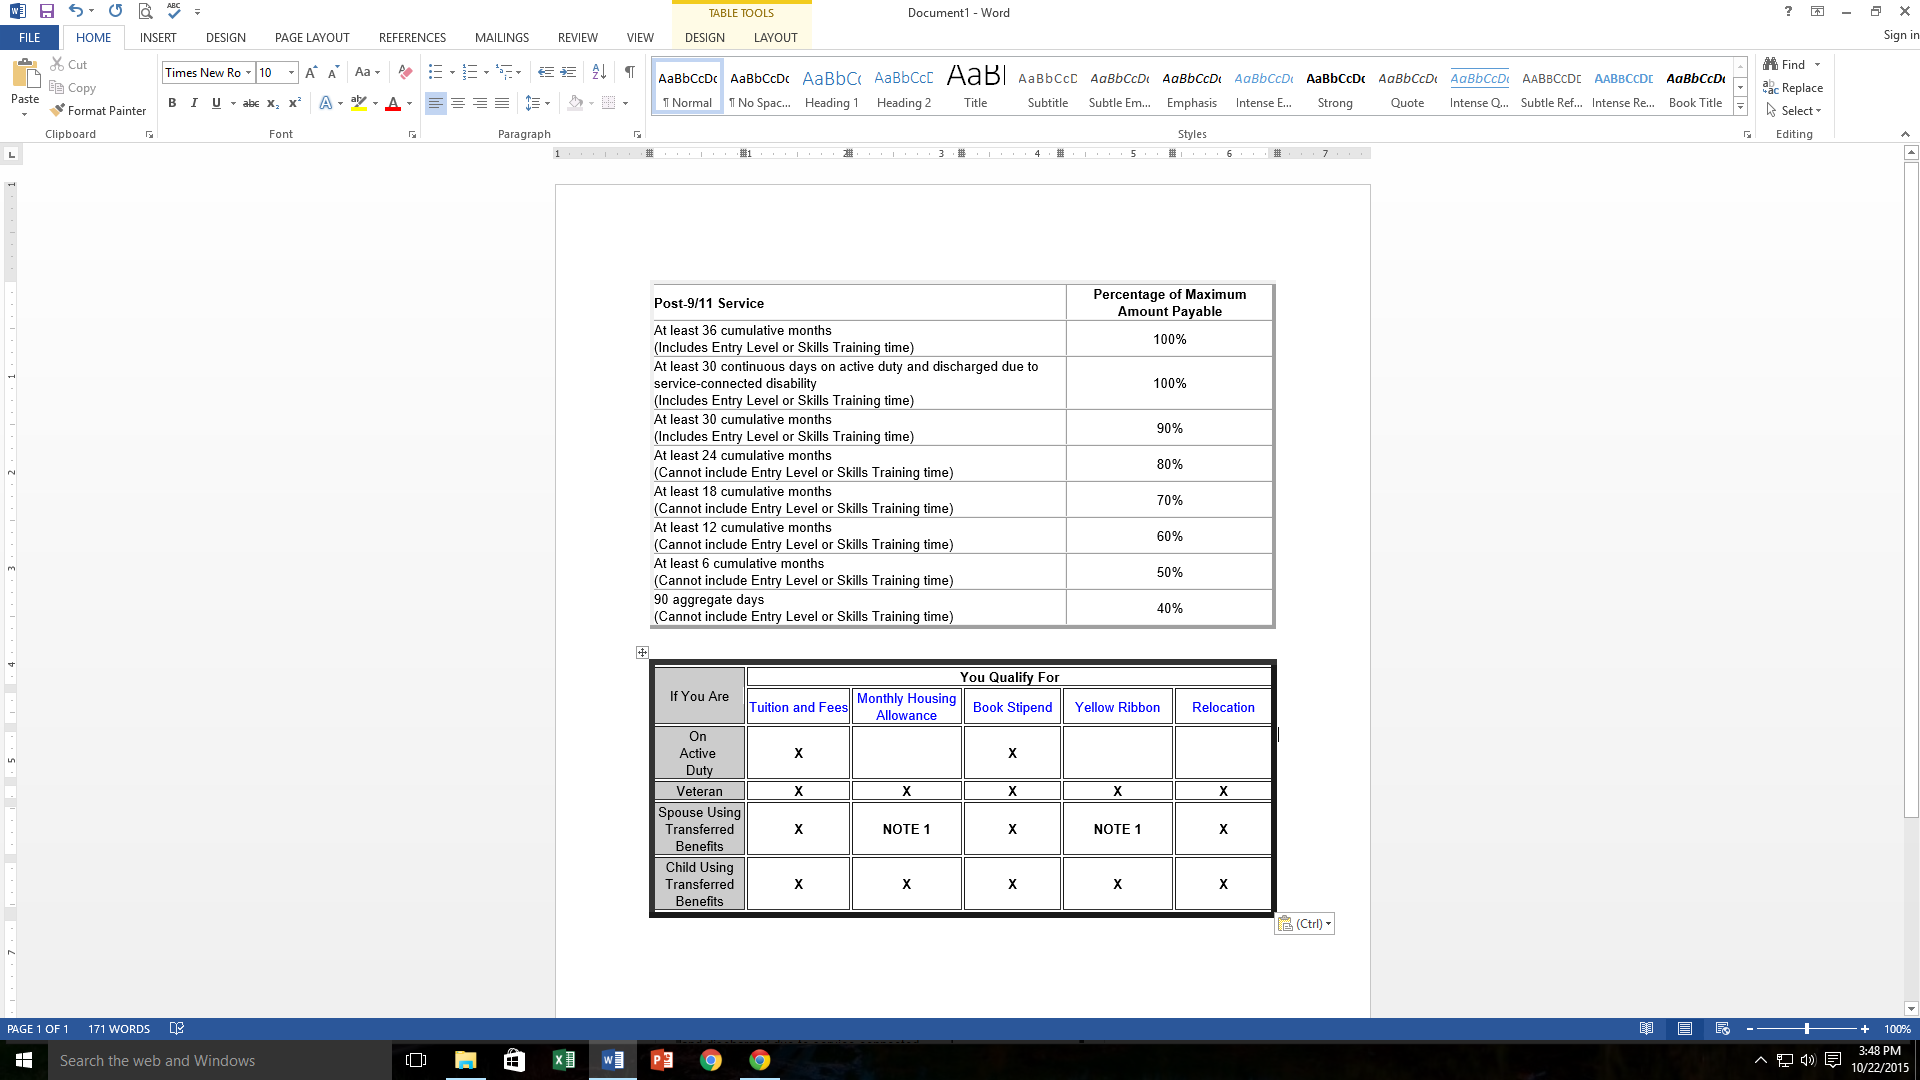 TABLE TOOLS
Document1 - Word
Sign in
FILE HOME INSERT DESIGN PAGE LAYOUT REFERENCES MAILINGS REVIEW VIEW DESIGN LAYOUT
Paste
Cut
Copy
Format Painter
Clipboard
Times New Ro 10
Font
Paragraph
AaBbCcDc AaBbCcDc AaBbCc AaBbCcD AaB AaBbCcD AaBbCcDc AaBbCcDc AaBbCcDc AaBbCcDc AaBbCcDc AaBbCcDc AABBCCDE AABBCCDE AaBbCcDc
¶ Normal ¶ No Spac... Heading 1 Heading 2 Title Subtitle Subtle Em... Emphasis Intense E... Strong Quote Intense Q... Subtle Ref... Intense Re... Book Title
Styles
Find
Replace
Select
Editing
1 1 2 3 4 5 6 7
Post-9/11 Service
Percentage of Maximum
Amount Payable
At least 36 cumulative months
(Includes Entry Level or Skills Training time)
100%
At least 30 continuous days on active duty and discharged due to
service-connected disability
(Includes Entry Level or Skills Training time)
100%
At least 30 cumulative months
(Includes Entry Level or Skills Training time)
90%
At least 24 cumulative months
(Cannot include Entry Level or Skills Training time)
80%
At least 18 cumulative months
(Cannot include Entry Level or Skills Training time)
70%
At least 12 cumulative months
(Cannot include Entry Level or Skills Training time)
60%
At least 6 cumulative months
(Cannot include Entry Level or Skills Training time)
50%
90 aggregate days
(Cannot include Entry Level or Skills Training time)
40%
If You Are
You Qualify For
Tuition and Fees
Monthly Housing
Allowance
Book Stipend
Yellow Ribbon
Relocation
On
Active
Duty
X X
Veteran X X X X X
Spouse Using
Transferred
Benefits
X NOTE 1 X NOTE 1 X
Child Using
Transferred
Benefits
X X X X X
(Ctrl)
PAGE 1 OF 1 171 WORDS
100%
Search the web and Windows
3:48 PM
10/22/2015